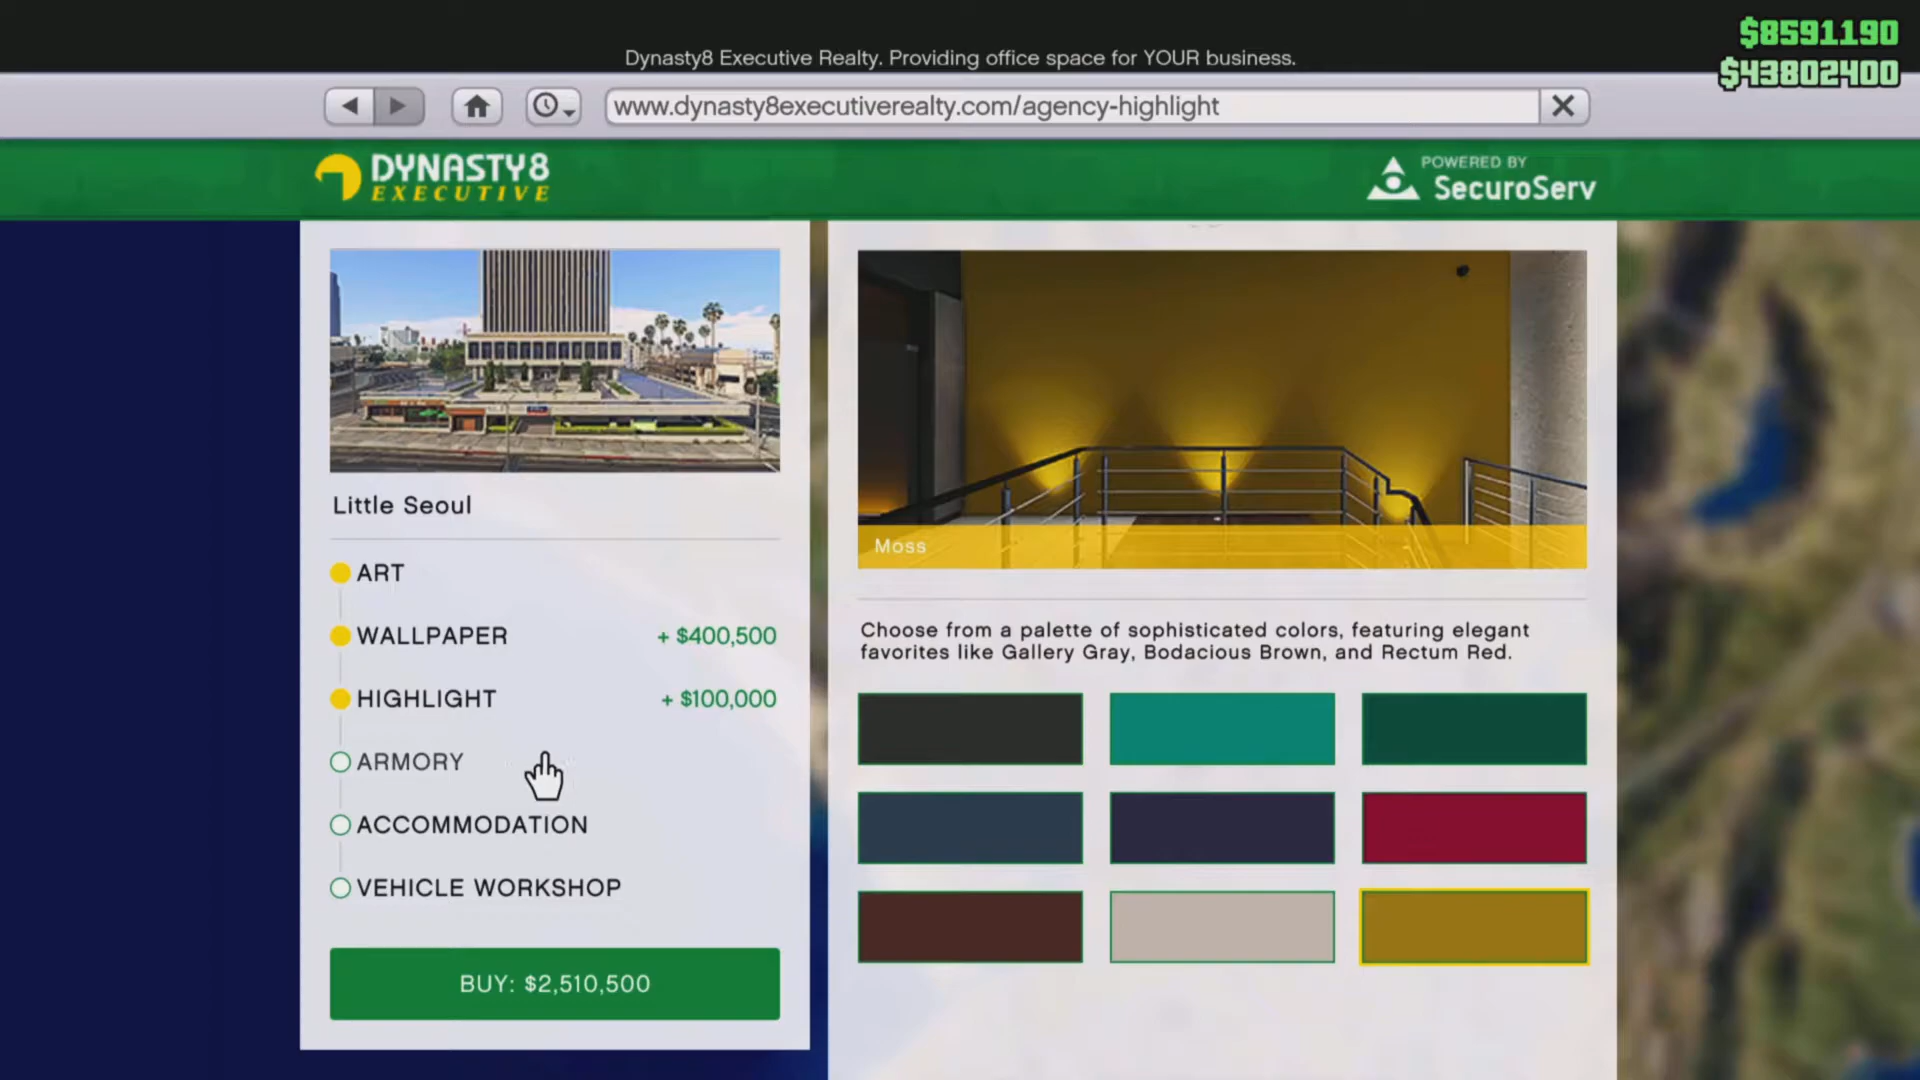 $8591190
$43802400
Dynasty8 Executive Realty. Providing office space for YOUR business.
www.dynasty8executiverealty.com/agency-highlight
DYNASTY8
EXECUTIVE
POWERED BY
SecuroServ
Little Seoul
ART
WALLPAPER + $400,500
HIGHLIGHT + $100,000
ARMORY
ACCOMMODATION
VEHICLE WORKSHOP
BUY: $2,510,500
Moss
Choose from a palette of sophisticated colors, featuring elegant
favorites like Gallery Gray, Bodacious Brown, and Rectum Red.